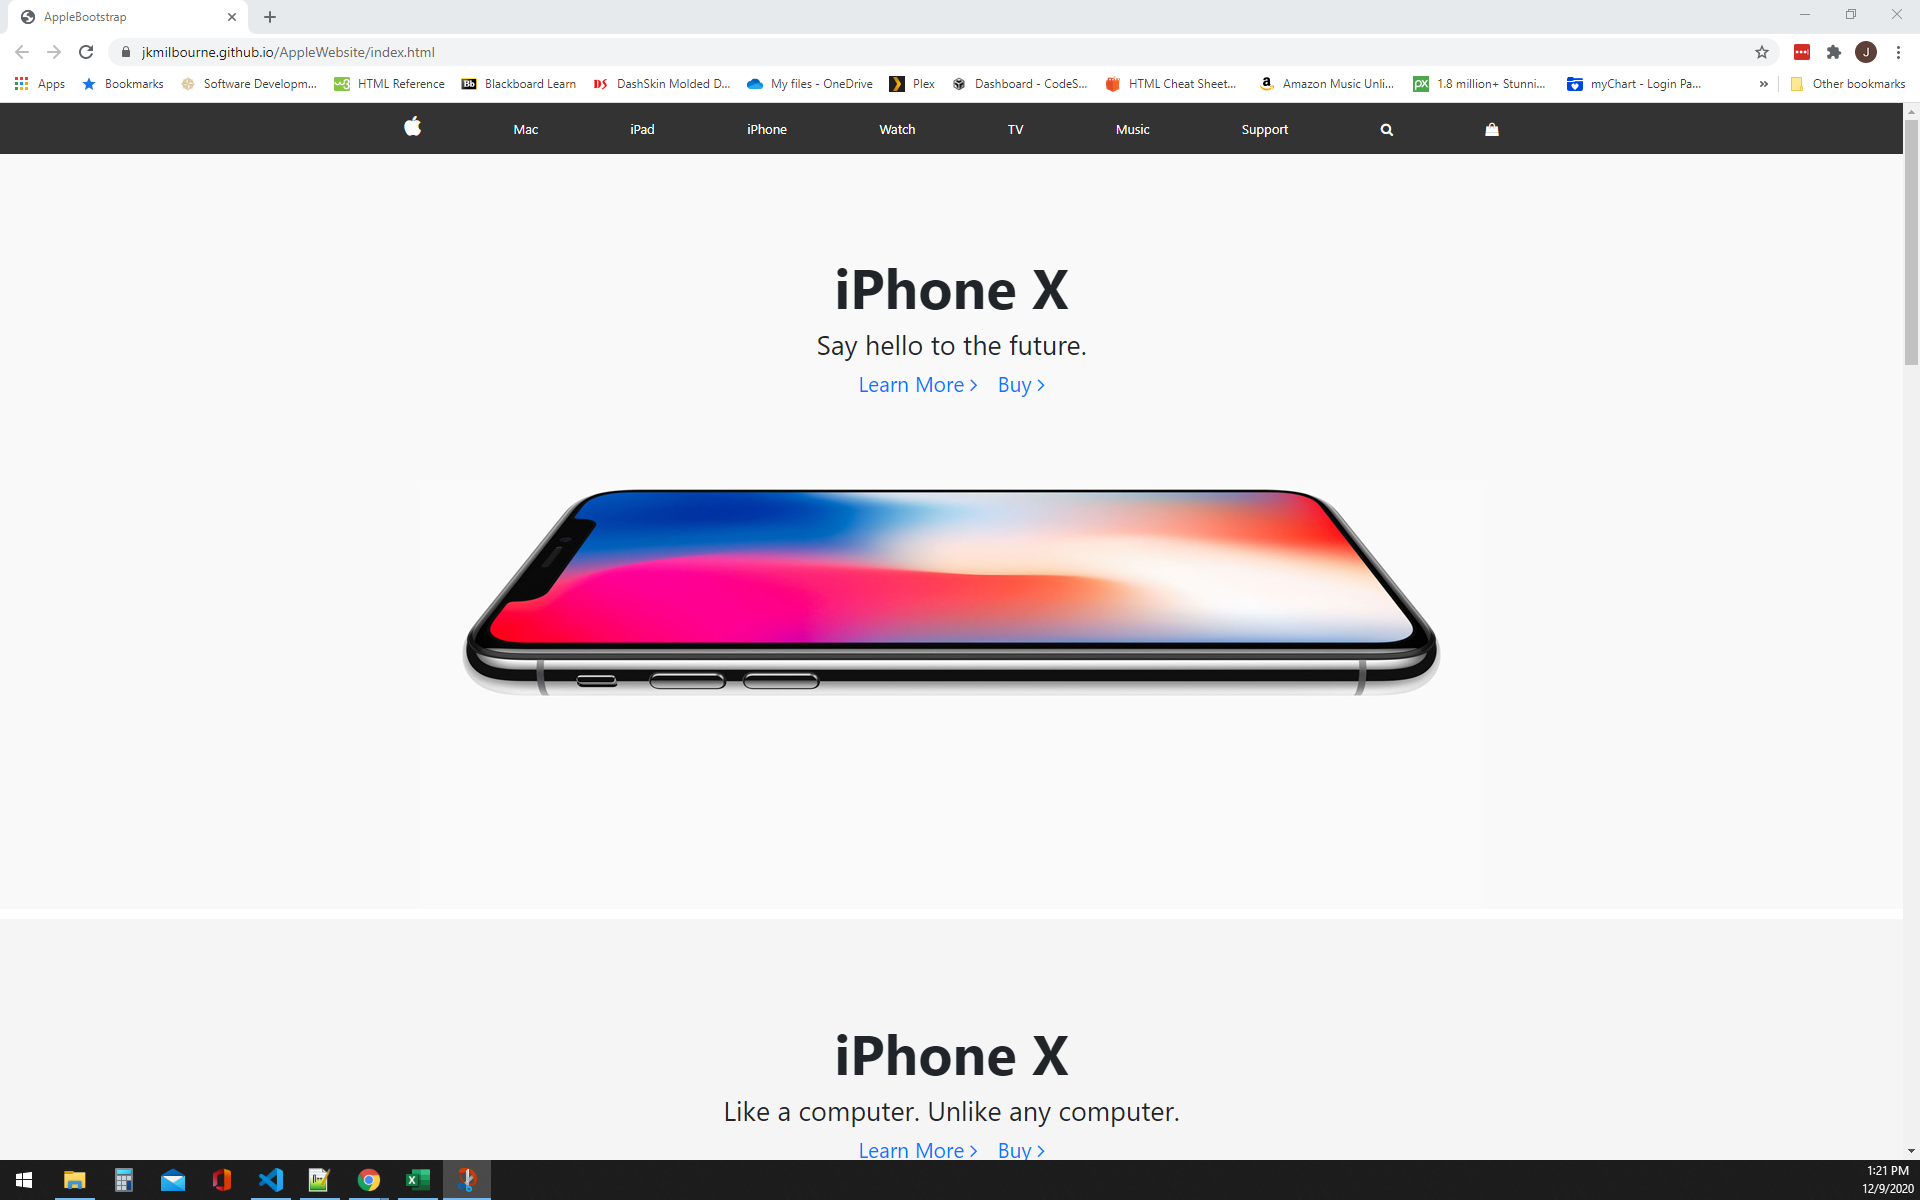 AppleBootstrap
jkmilbourne.github.io/AppleWebsite/index.html
J
Apps Bookmarks Software Developm... HTML Reference Bb Blackboard Learn DS DashSkin Molded D... My files - OneDrive Plex Dashboard - CodeS... HTML Cheat Sheet... a Amazon Music Unli... px 1.8 million+ Stunni... myChart - Login Pa... » Other bookmarks
Mac iPad iPhone Watch TV Music Support
iPhone X
Say hello to the future.
Learn More > Buy >
iPhone X
Like a computer. Unlike any computer.
Learn More > Buy >
1:21 PM
12/9/2020